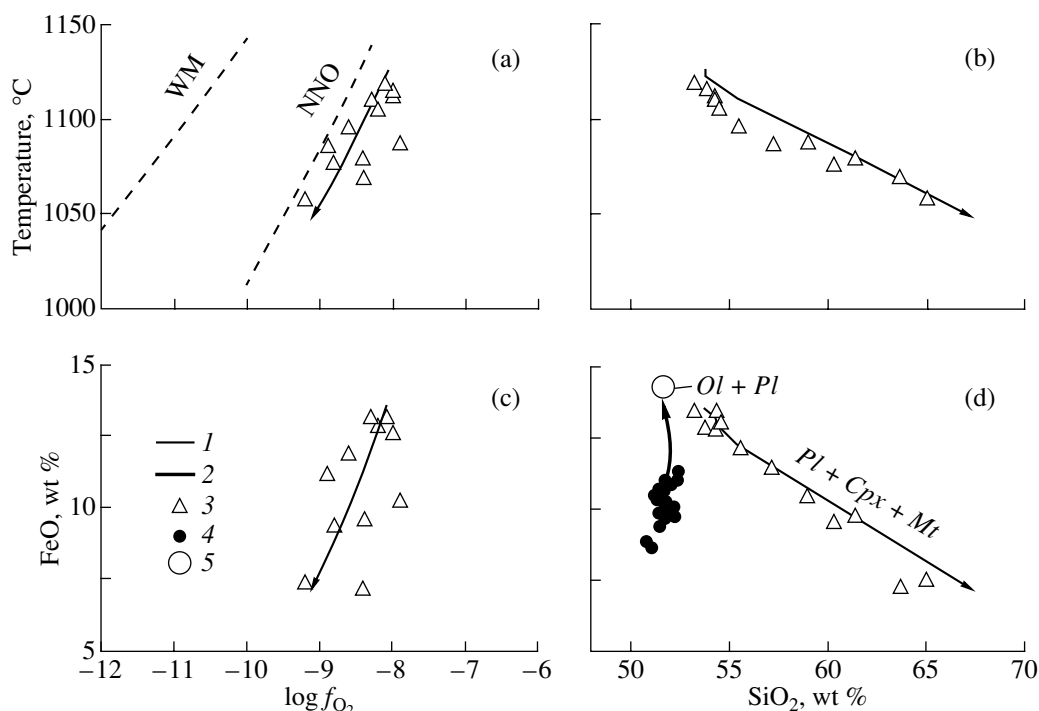 1150
1100
1050
1000
Temperature, °C
WM
NNO
(a)
(b)
15
10
5
FeO, wt %
1
2
3
4
5
(c)
−12 −11 −10 −9 −8 −7 −6
log fO2
Ol + Pl
(d)
Pl + Cpx + Mt
50 55 60 65 70
SiO2, wt %